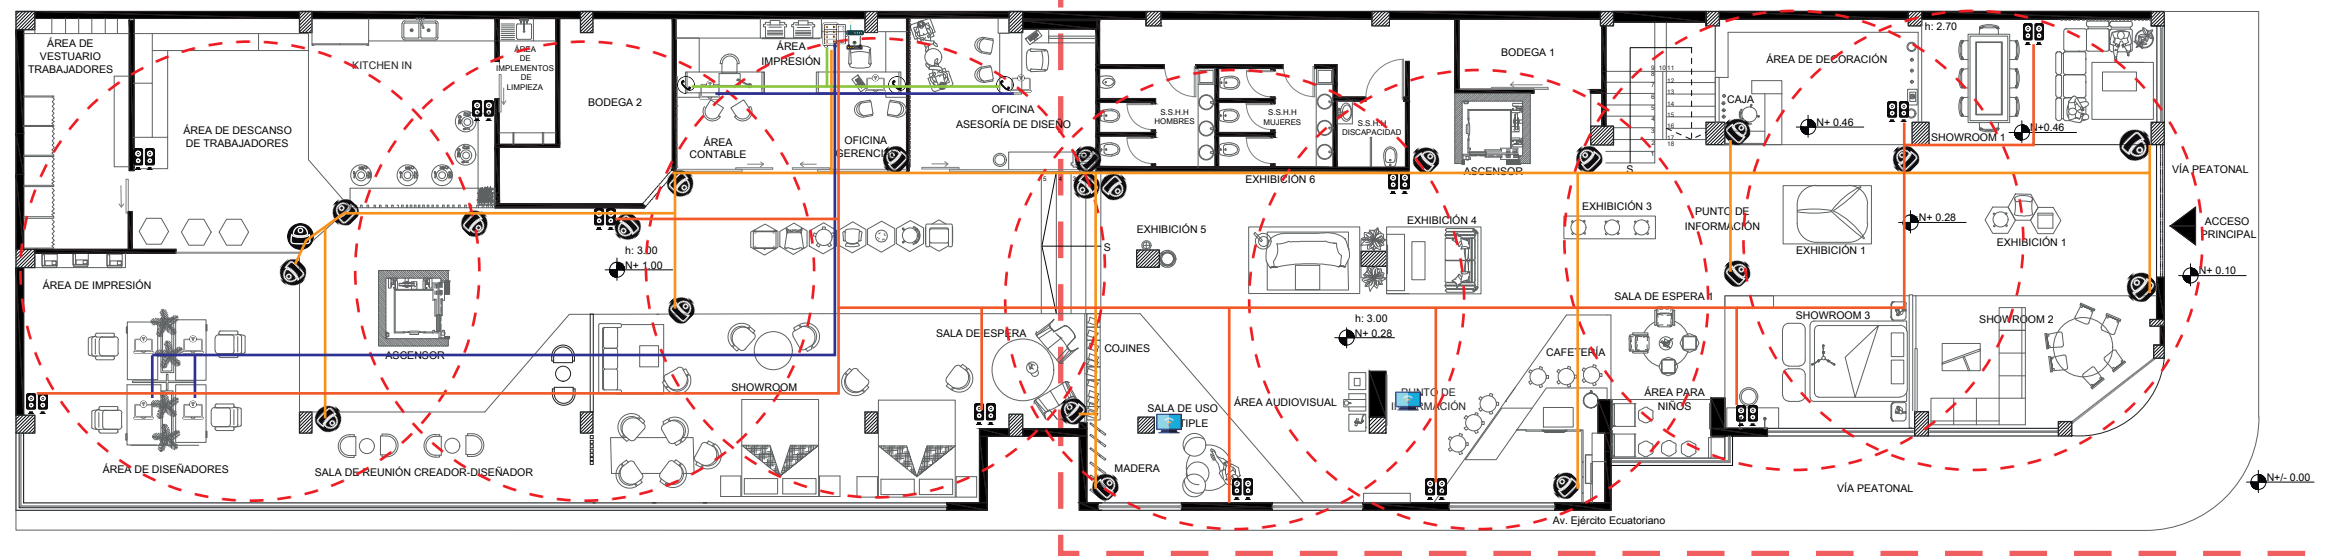 ÁREA DE
VESTUARIO
TRABAJADORES
KITCHEN IN
ÁREA
DE
IMPLEMENTOS
DE
LIMPIEZA
BODEGA 2
ÁREA
IMPRESIÓN
OFICINA
ASESORÍA DE DISEÑO
ÁREA DE DESCANSO
DE TRABAJADORES
ÁREA
CONTABLE
OFICINA
GERENCIA
S.S.H.H
HOMBRES
S.S.H.H
MUJERES
S.S.H.H
DISCAPACIDAD
BODEGA 1
ASCENSOR
S
ÁREA DE DECORACIÓN
CAJA
N+ 0.46
h: 2.70
N+0.46
SHOWROOM 1
VÍA PEATONAL
ACCESO
PRINCIPAL
N+ 0.10
EXHIBICIÓN 6
EXHIBICIÓN 5
EXHIBICIÓN 4
EXHIBICIÓN 3
PUNTO DE
INFORMACIÓN
EXHIBICIÓN 1
N+ 0.28
EXHIBICIÓN 1
S
h: 3.00
N+ 1.00
ÁREA DE IMPRESIÓN
ASCENSOR
SALA DE ESPERA
COJINES
h: 3.00
N+ 0.28
SALA DE ESPERA 1
SHOWROOM 3
SHOWROOM 2
CAFETERÍA
SHOWROOM
ÁREA AUDIOVISUAL
PUNTO DE
ÁREA PARA
NIÑOS
SALA DE USO
MADERA
ÁREA DE DISEÑADORES
SALA DE REUNIÓN CREADOR-DISEÑADOR
VÍA PEATONAL
N+/- 0.00
Av. Ejército Ecuatoriano